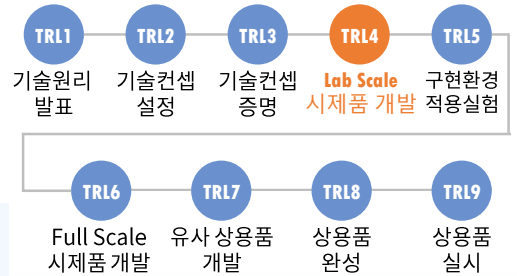 TRL1 TRL2 TRL3 TRL4 TRL5
기술원리 기술컨셉 기술컨셉 Lab Scale 구현환경
발표 설정 증명 시제품 개발 적용실험
TRL6 TRL7 TRL8 TRL9
Full Scale 유사 상용품 상용품 상용품
시제품 개발 개발 완성 실시